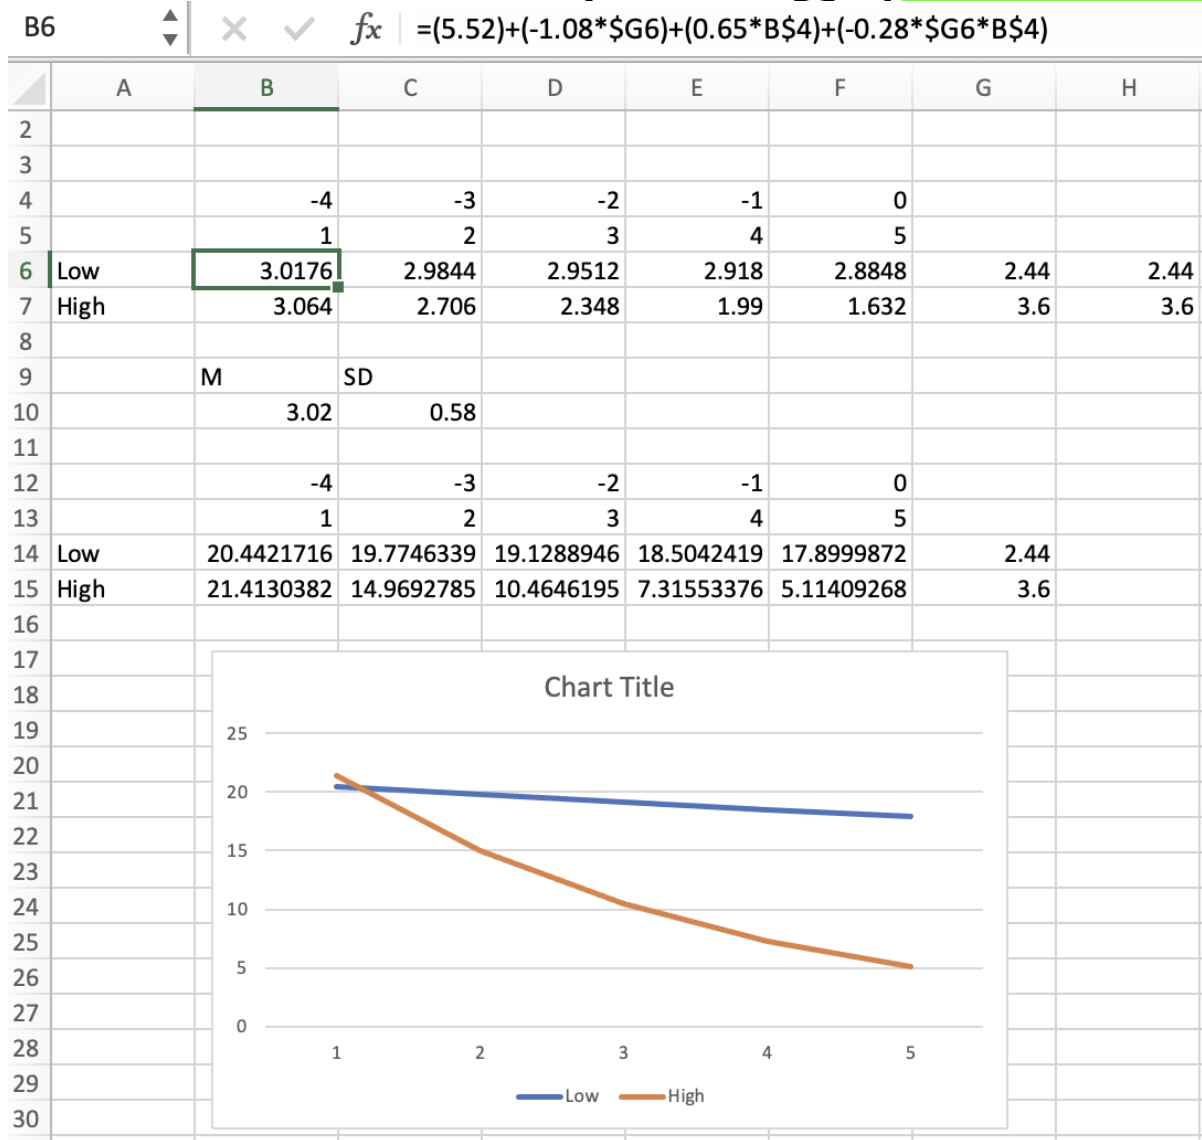 B6 fx =(5.52)+(-1.08*$G6)+(0.65*B$4)+(-0.28*$G6*B$4)
A B C D E F G H
2
3
4 -4 -3 -2 -1 0
5 1 2 3 4 5
6 Low 3.0176 2.9844 2.9512 2.918 2.8848 2.44 2.44
7 High 3.064 2.706 2.348 1.99 1.632 3.6 3.6
8
9 M SD
10 3.02 0.58
11
12 -4 -3 -2 -1 0
13 1 2 3 4 5
14 Low 20.4421716 19.7746339 19.1288946 18.5042419 17.8999872 2.44
15 High 21.4130382 14.9692785 10.4646195 7.31553376 5.11409268 3.6
16
17
18 Chart Title
19 25
20
21 20
22
23 15
24 10
25
26 5
27
28 0
1 2 3 4 5
29
30 Low High